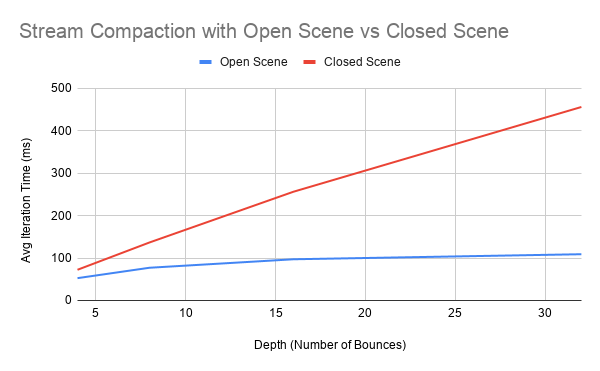 Stream Compaction with Open Scene vs Closed Scene
Open Scene Closed Scene
Avg Iteration Time (ms)
500
400
300
200
100
0
5 10 15 20 25 30
Depth (Number of Bounces)